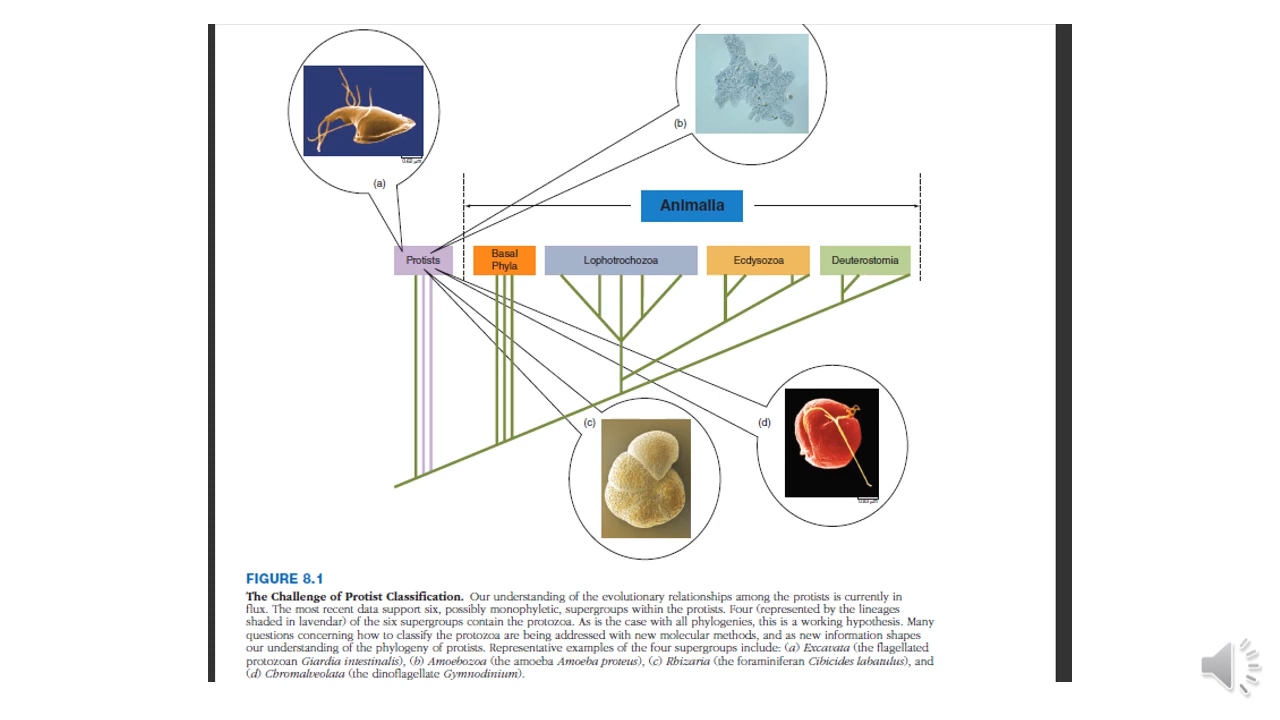 (a)
(b)
Animalia
Protists
Basal
Phyla
Lophotrochozoa
Ecdysozoa
Deuterostomia
(c)
(d)
FIGURE 8.1
The Challenge of Protist Classification. Our understanding of the evolutionary relationships among the protists is currently in
flux. The most recent data support six, possibly monophyletic, supergroups within the protists. Four (represented by the lineages
shaded in lavendar) of the six supergroups contain the protozoa. As is the case with all phylogenies, this is a working hypothesis. Many
questions concerning how to classify the protozoa are being addressed with new molecular methods, and as new information shapes
our understanding of the phylogeny of protists. Representative examples of the four supergroups include: (a) Excavata (the flagellated
protozoan Giardia intestinalis), (b) Amoebozoa (the amoeba Amoeba proteus), (c) Rhizaria (the foraminiferan Cibicides labatulus), and
(d) Chromalveolata (the dinoflagellate Gymnodinium).